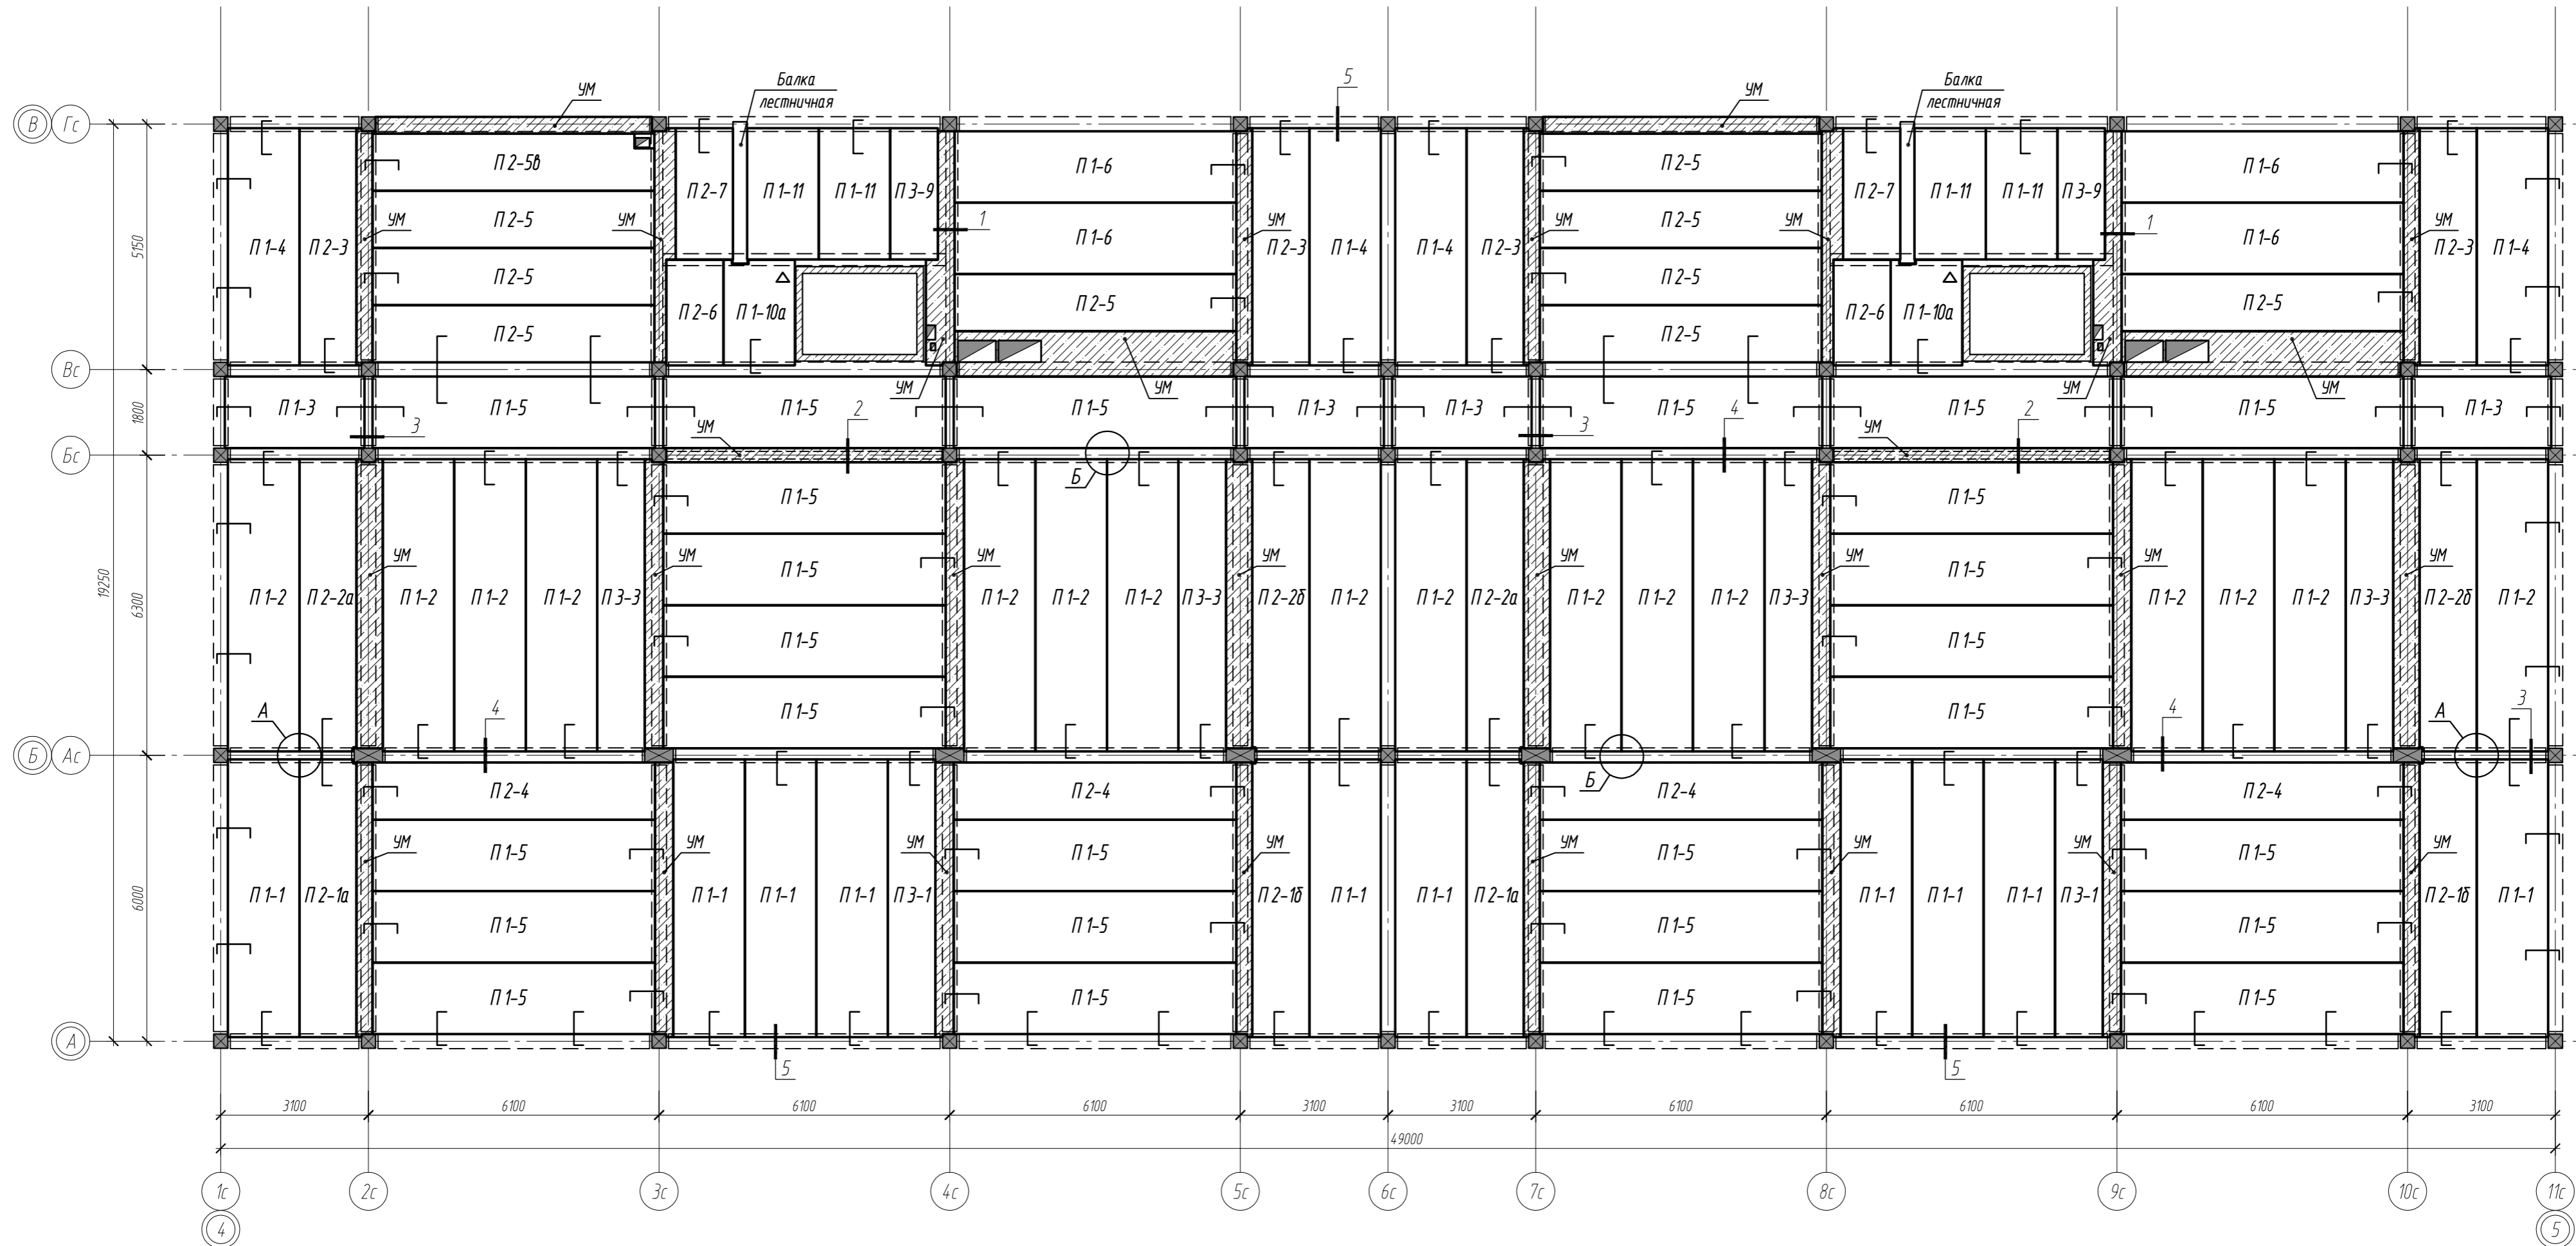 5
Балка
лестничная
Балка
лестничная
УМ
УМ
В
Гс
П 2-5в
П 1-6
П 2-5
П 1-6
П 2-7
П 1-11
П 1-11
П 3-9
П 2-7
П 1-11
П 1-11
П 3-9
5150
УМ
УМ
1
УМ
УМ
УМ
1
УМ
П 1-4
П 2-3
П 2-5
П 1-6
П 2-3
П 1-4
П 1-4
П 2-3
П 2-5
П 1-6
П 2-3
П 1-4
П 2-5
П 2-5
П 2-5
П 2-5
П 2-6
П 1-10а
П 2-6
П 1-10а
П 2-5
П 2-5
Вс
УМ
УМ
УМ
УМ
1800
П 1-3
П 1-5
П 1-5
П 1-5
П 1-3
П 1-3
П 1-5
П 1-5
П 1-5
П 1-3
3
УМ
2
3
4
УМ
2
Бс
Б
П 1-5
П 1-5
УМ
УМ
УМ
УМ
УМ
УМ
УМ
УМ
П 1-5
П 1-5
19250
6300
П 1-2
П 2-2а
П 1-2
П 1-2
П 1-2
П 3-3
П 1-2
П 1-2
П 1-2
П 3-3
П 2-2б
П 1-2
П 1-2
П 2-2а
П 1-2
П 1-2
П 1-2
П 3-3
П 1-2
П 1-2
П 1-2
П 3-3
П 2-2б
П 1-2
П 1-5
П 1-5
П 1-5
П 1-5
А
4
4
А
3
Б
Ас
Б
П 2-4
П 2-4
П 2-4
П 2-4
УМ
УМ
УМ
УМ
УМ
УМ
УМ
УМ
П 1-5
П 1-5
П 1-5
П 1-5
6000
П 1-1
П 2-1а
П 1-1
П 1-1
П 1-1
П 3-1
П 2-1б
П 1-1
П 1-1
П 2-1а
П 1-1
П 1-1
П 1-1
П 3-1
П 2-1б
П 1-1
П 1-5
П 1-5
П 1-5
П 1-5
П 1-5
П 1-5
П 1-5
П 1-5
А
5
5
3100
6100
6100
6100
3100
3100
6100
6100
6100
3100
49000
1с
2с
3с
4с
5с
6с
7с
8с
9с
10с
11с
4
5